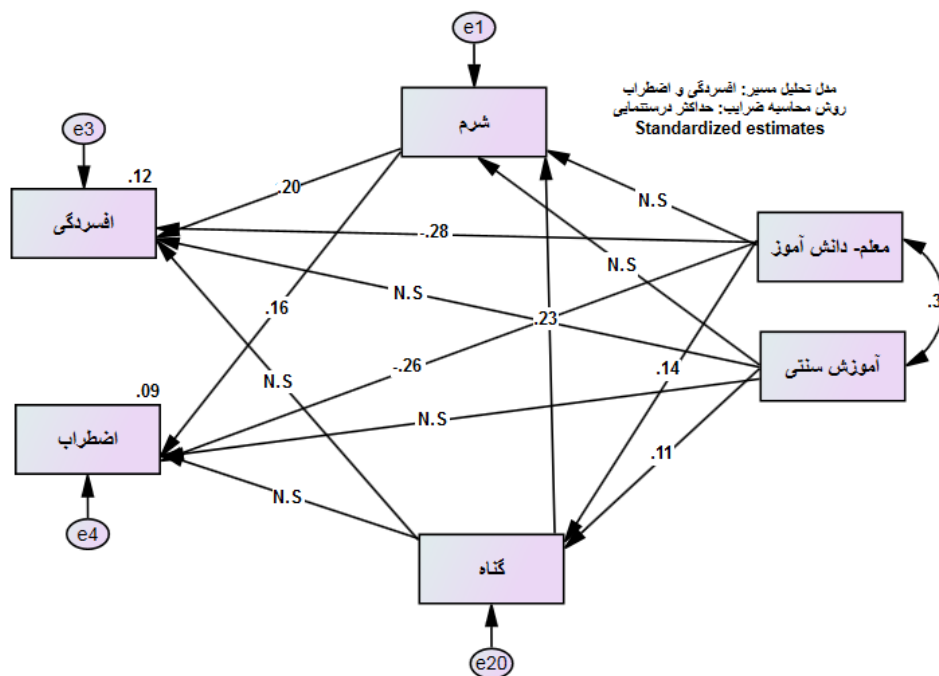 e1
مدل تحلیل مسیر: افسردگی و اضطراب
روش محاسبه ضرایب: حداکثر درستنمایی
Standardized estimates
شرم
e3
.12
افسردگی
.20
N.S
معلم- دانش آموز
-.28
N.S
N.S
.3
.16
.23
آموزش سنتی
-.26
.14
N.S
.09
اضطراب
N.S
.11
N.S
e4
گناه
e20